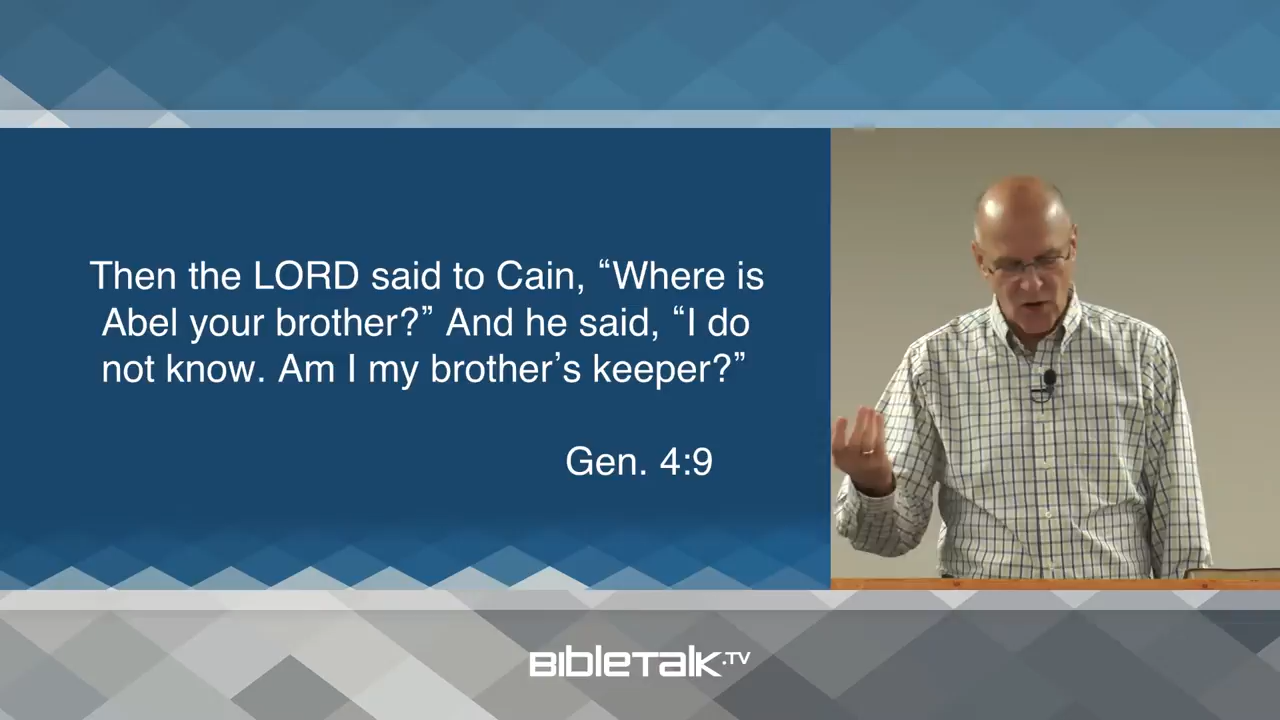 Then the LORD said to Cain, “Where is
Abel your brother?” And he said, “I do
not know. Am I my brother’s keeper?”
Gen. 4:9
BibleTalk.TV